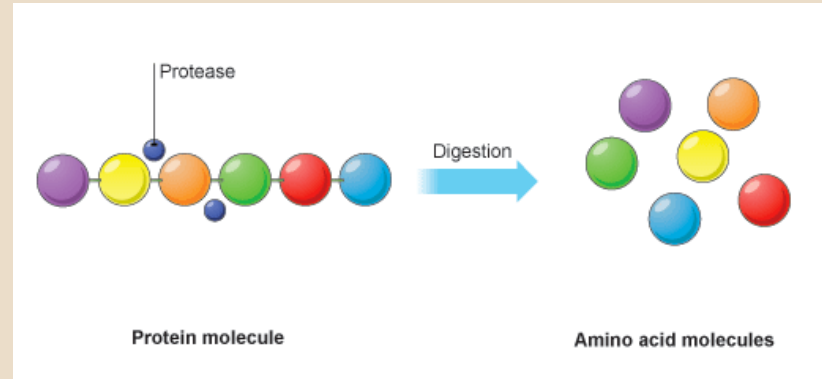 Protease
Digestion
Protein molecule
Amino acid molecules